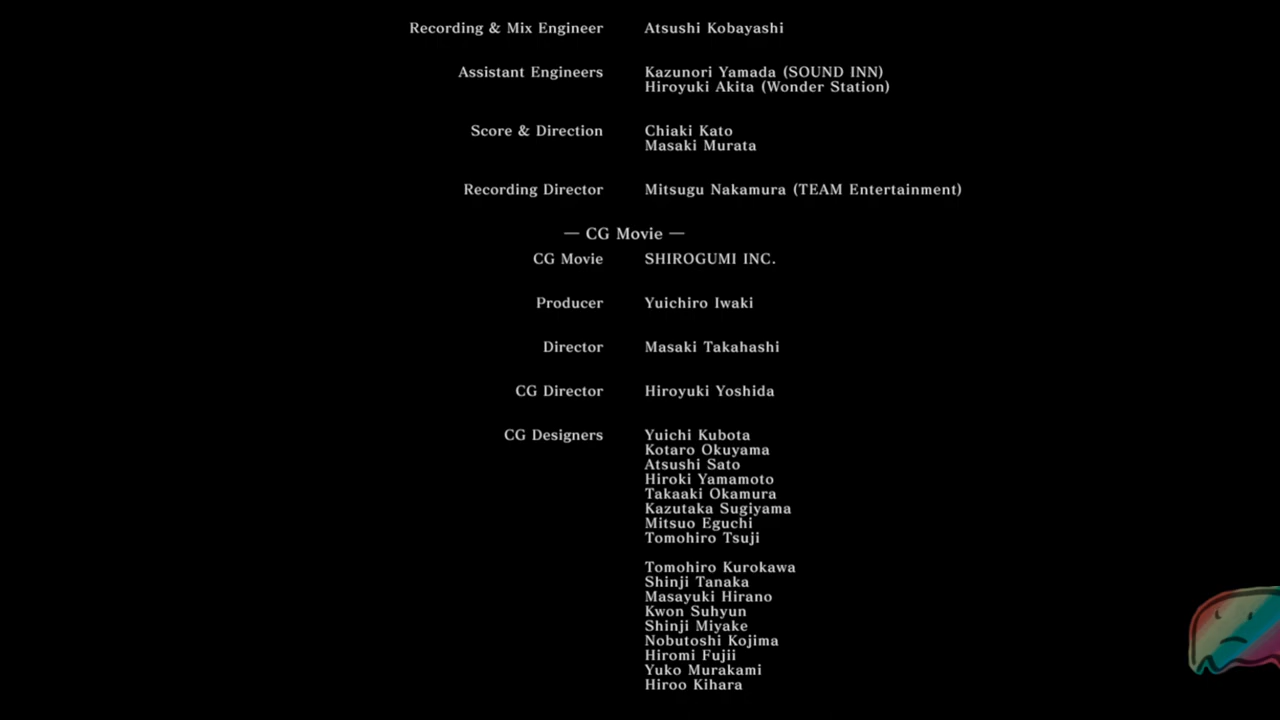 Recording & Mix Engineer Atsushi Kobayashi
Assistant Engineers Kazunori Yamada (SOUND INN)
Hiroyuki Akita (Wonder Station)
Score & Direction Chiaki Kato
Masaki Murata
Recording Director Mitsugu Nakamura (TEAM Entertainment)
— CG Movie —
CG Movie SHIROGUMI INC.
Producer Yuichiro Iwaki
Director Masaki Takahashi
CG Director Hiroyuki Yoshida
CG Designers Yuichi Kubota
Kotaro Okuyama
Atsushi Sato
Hiroki Yamamoto
Takaaki Okamura
Kazutaka Sugiyama
Mitsuo Eguchi
Tomohiro Tsuji
Tomohiro Kurokawa
Shinji Tanaka
Masayuki Hirano
Kwon Suhyun
Shinji Miyake
Nobutoshi Kojima
Hiromi Fujii
Yuko Murakami
Hiroo Kihara